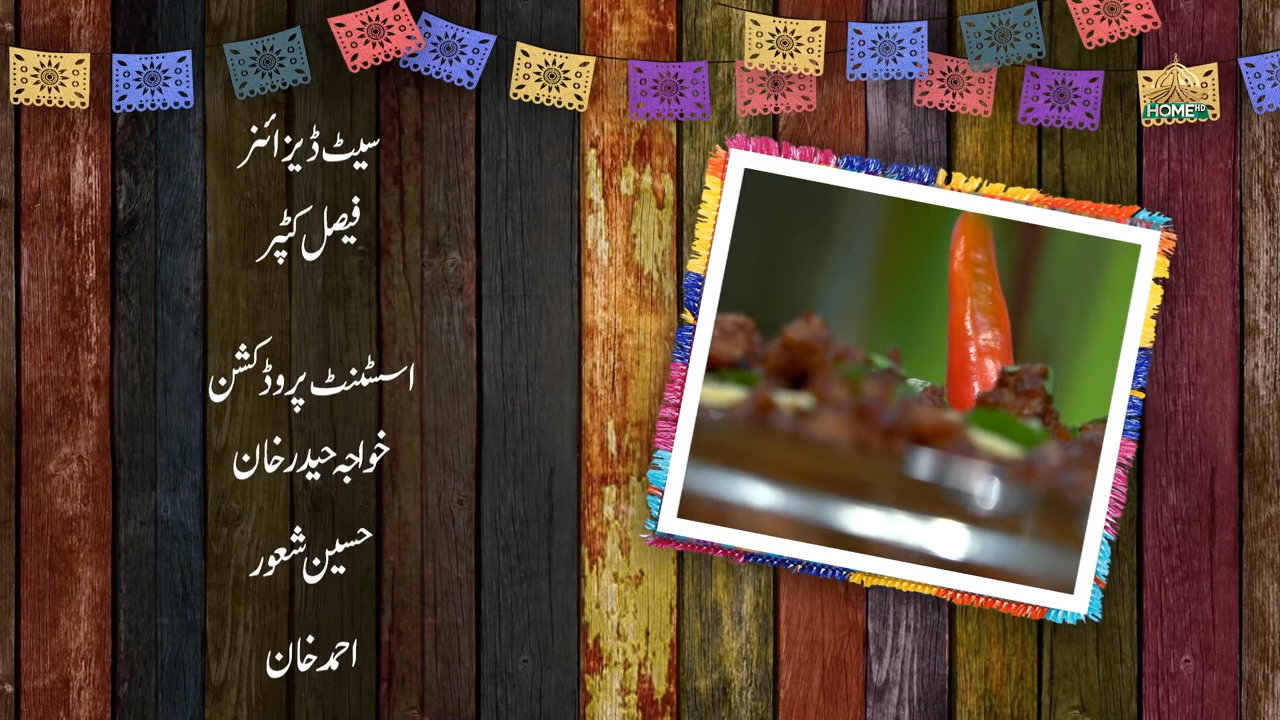 سیٹ ڈیزائنر
فیصل کٹپر
اسسٹنٹ پروڈکشن
خواجہ حیدر خان
حسین شعور
احمد خان
HOME HD